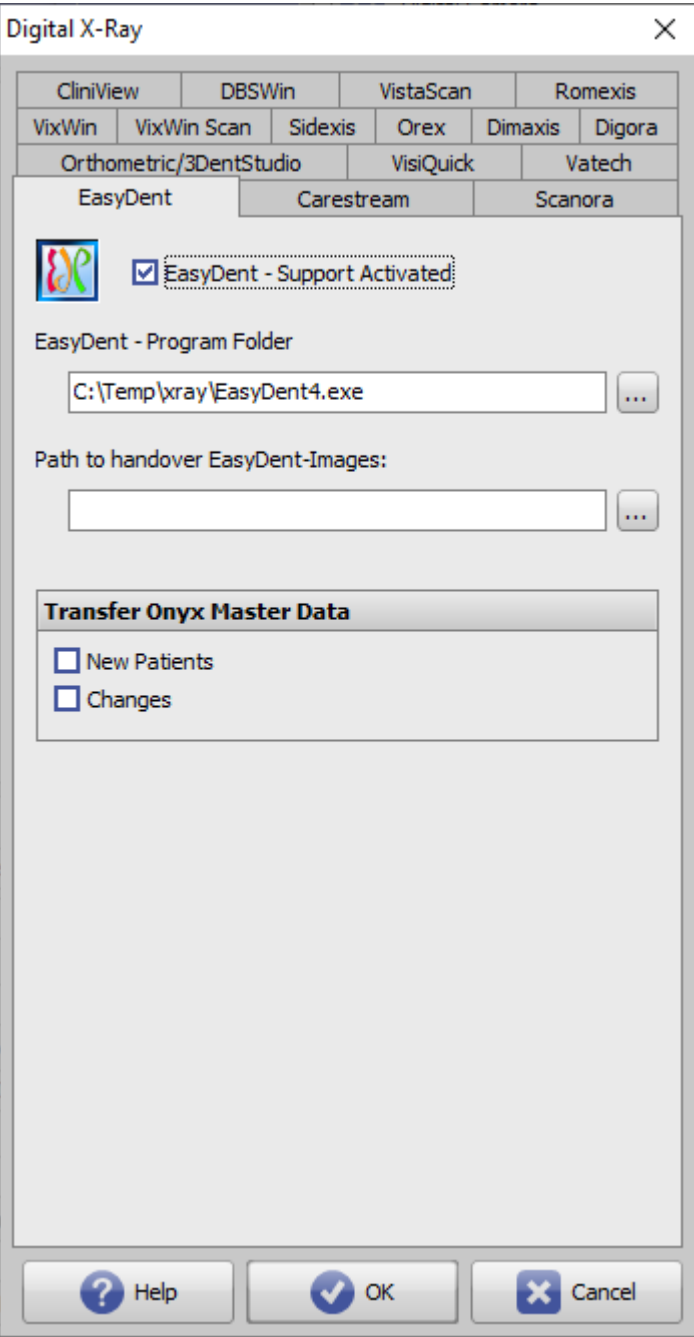 Digital X-Ray
CliniView DBSWin VistaScan Romexis
VixWin VixWin Scan Sidexis Orex Dimaxis Digora
Orthometric/3DentStudio VisiQuick Vatech
EasyDent Carestream Scanora
EasyDent - Support Activated
EasyDent - Program Folder
C:\Temp\xray\EasyDent4.exe
...
Path to handover EasyDent-Images:
...
Transfer Onyx Master Data
New Patients
Changes
? Help OK Cancel